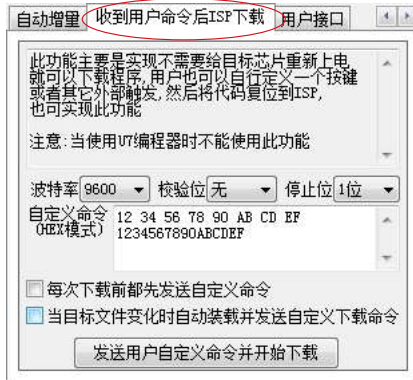 自动增量 收到用户命令后ISP下载 用户接口
此功能主要是实现不需要给目标芯片重新上电
就可以下载程序,用户也可以自行定义一个按键
或者其它外部触发,然后将代码复位到ISP,
也可实现此功能
注意:当使用U7编程器时不能使用此功能
波特率 9600 校验位 无 停止位 1位
自定义命令
(HEX模式)
12 34 56 78 90 AB CD EF
1234567890ABCDEF
每次下载前都先发送自定义命令
当目标文件变化时自动装载并发送自定义下载命令
发送用户自定义命令并开始下载